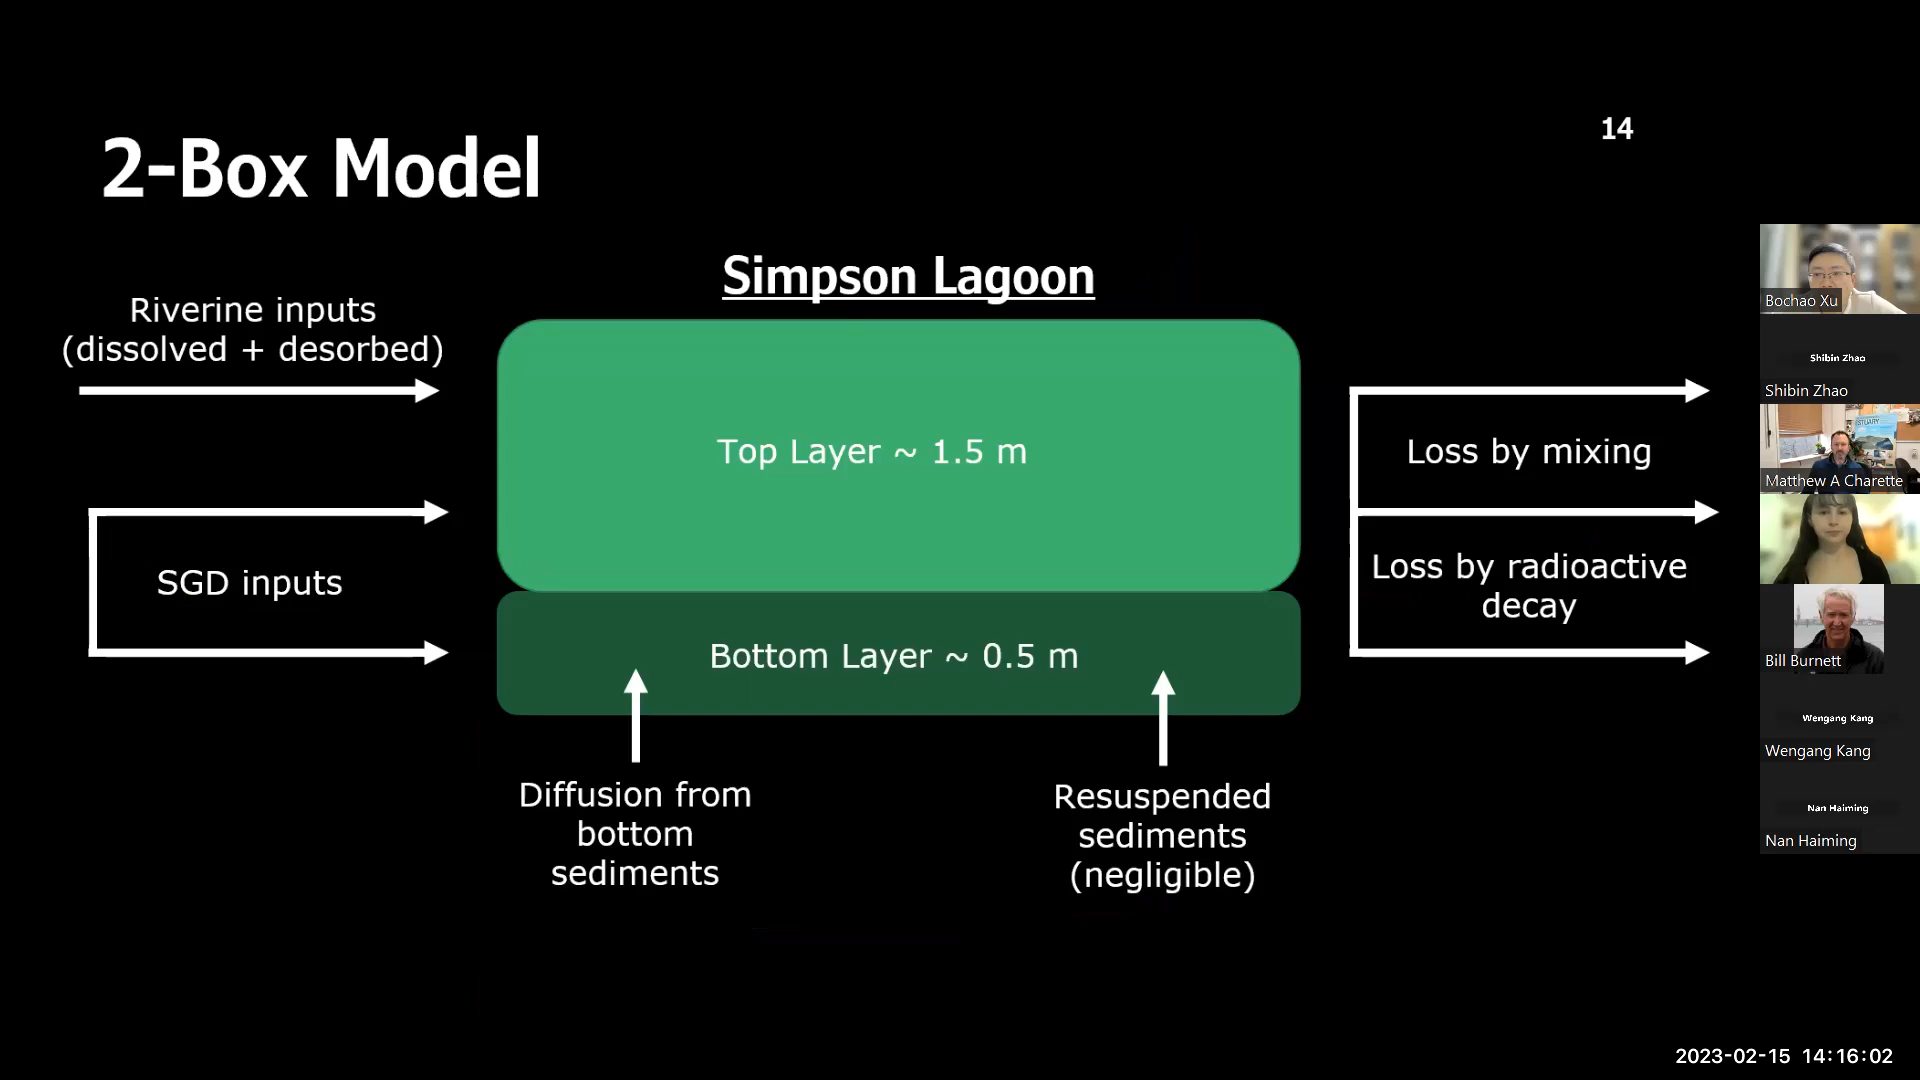 14
2-Box Model
Simpson Lagoon
Riverine inputs
(dissolved + desorbed)
Top Layer ~ 1.5 m
Loss by mixing
SGD inputs
Loss by radioactive
decay
Bottom Layer ~ 0.5 m
Diffusion from
bottom
sediments
Resuspended
sediments
(negligible)
Bochao Xu
Shibin Zhao
Shibin Zhao
ESTUARY
Matthew A Charette
Bill Burnett
Wengang Kang
Wengang Kang
Nan Haiming
Nan Haiming
2023-02-15 14:16:02